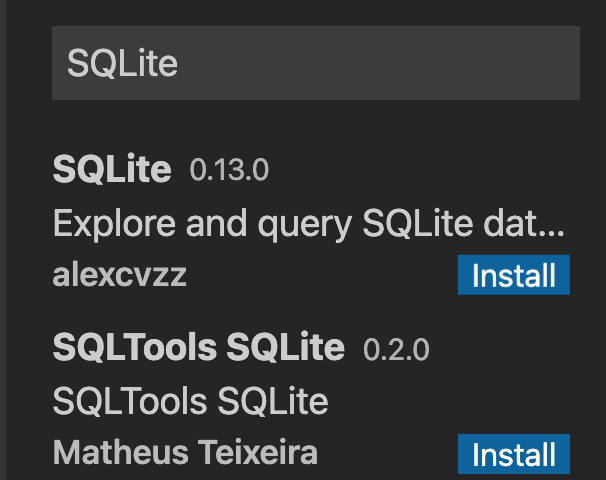 SQLite
SQLite 0.13.0
Explore and query SQLite dat...
alexcvzz Install
SQLTools SQLite 0.2.0
SQLTools SQLite
Matheus Teixeira Install